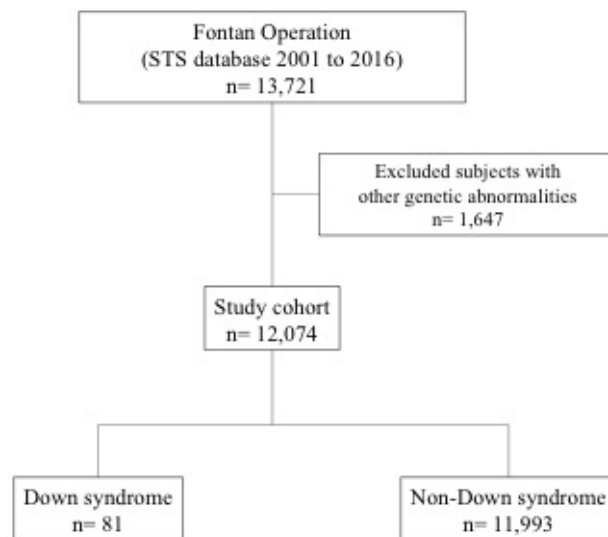 Fontan Operation
(STS database 2001 to 2016)
n= 13,721
Excluded subjects with
other genetic abnormalities
n= 1,647
Study cohort
n= 12,074
Down syndrome
n= 81
Non-Down syndrome
n= 11,993